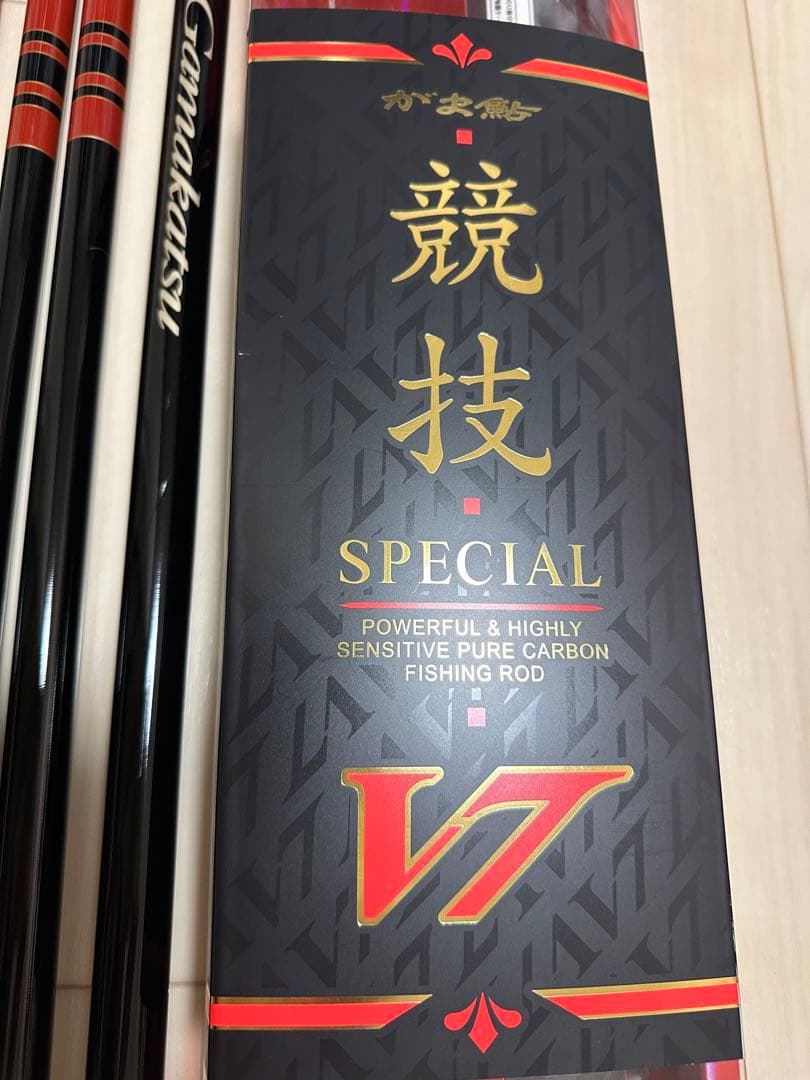 Gamakatsu
がま鮎
競
技
SPECIAL
POWERFUL & HIGHLY
SENSITIVE PURE CARBON
FISHING ROD
V7